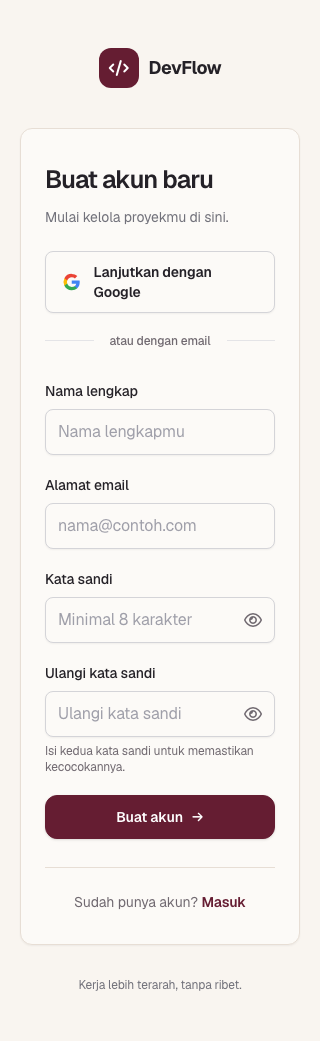 DevFlow
Buat akun baru
Mulai kelola proyekmu di sini.
Lanjutkan dengan
Google
atau dengan email
Nama lengkap
Nama lengkapmu
Alamat email
nama@contoh.com
Kata sandi
Minimal 8 karakter
Ulangi kata sandi
Ulangi kata sandi
Isi kedua kata sandi untuk memastikan
kecocokannya.
Buat akun →
Sudah punya akun? Masuk
Kerja lebih terarah, tanpa ribet.